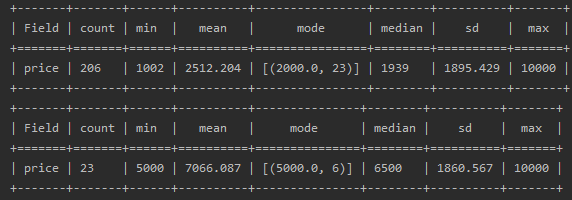 +-------+-------+------+----------+----------------+--------+----------+-------+
| Field | count | min | mean | mode | median | sd | max |
+=======+=======+======+==========+================+========+==========+=======+
| price | 206 | 1002 | 2512.204 | [(2000.0, 23)] | 1939 | 1895.429 | 10000 |
+-------+-------+------+----------+----------------+--------+----------+-------+
+-------+-------+------+----------+---------------+--------+----------+-------+
| Field | count | min | mean | mode | median | sd | max |
+=======+=======+======+==========+===============+========+==========+=======+
| price | 23 | 5000 | 7066.087 | [(5000.0, 6)] | 6500 | 1860.567 | 10000 |
+-------+-------+------+----------+---------------+--------+----------+-------+